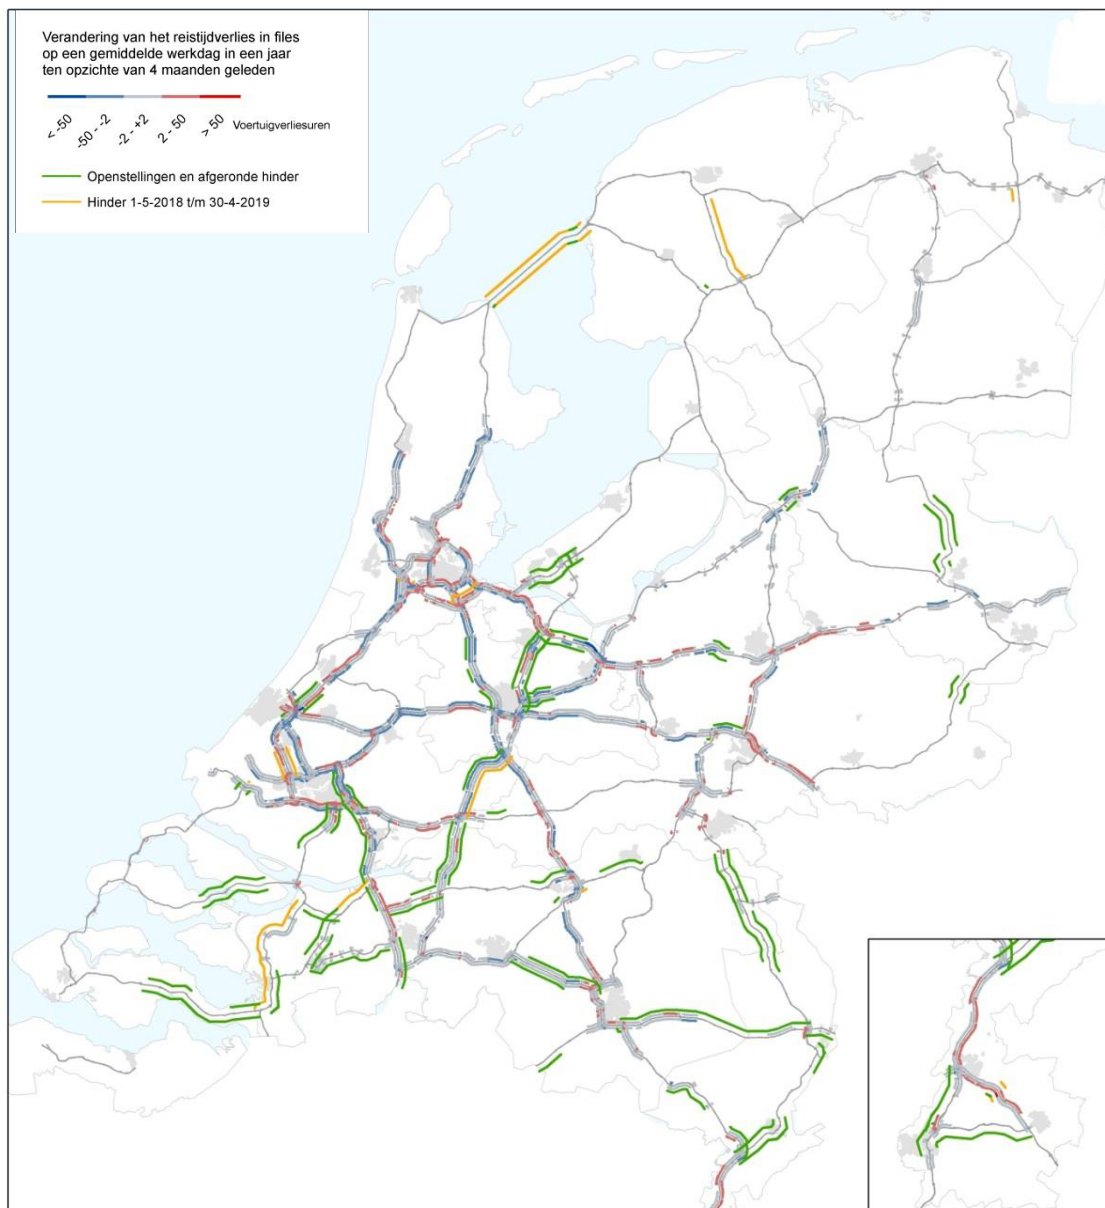 Verandering van het reistijdverlies in files
op een gemiddelde werkdag in een jaar
ten opzichte van 4 maanden geleden
< -50
-50 - -2
-2 - +2
2 - 50
> 50
Voertuigverliesuren
Openstellingen en afgeronde hinder
Hinder 1-5-2018 t/m 30-4-2019